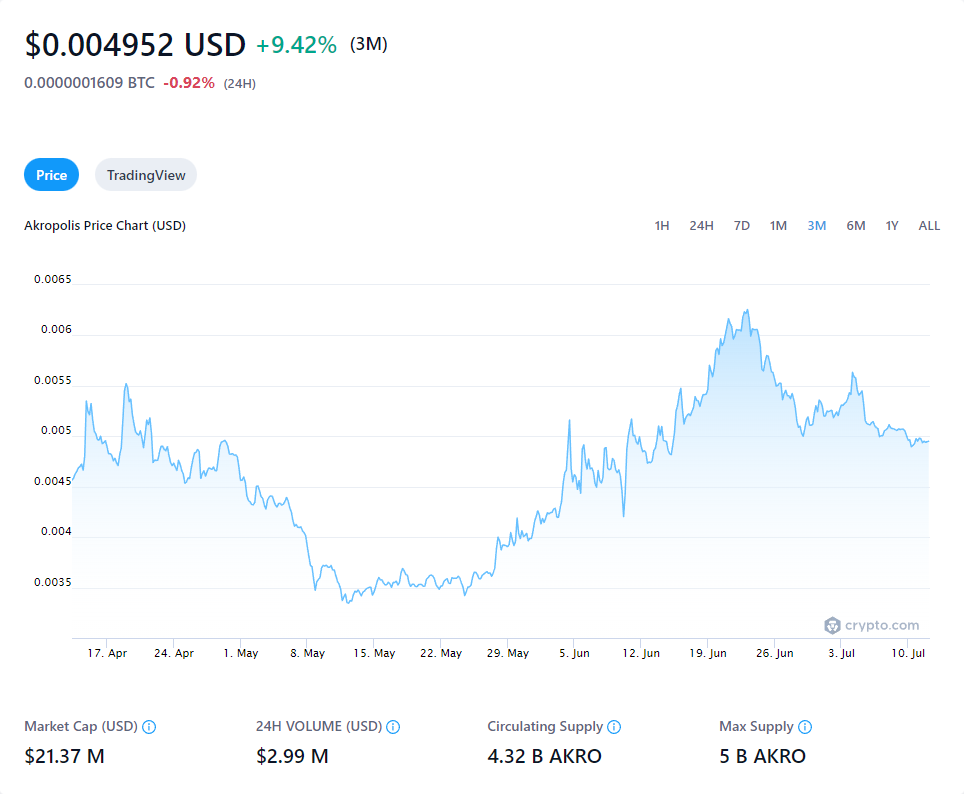 $0.004952 USD +9.42% (3M)
0.0000001609 BTC -0.92% (24H)
Price TradingView
Akropolis Price Chart (USD) 1H 24H 7D 1M 3M 6M 1Y ALL
0.0065
0.006
0.0055
0.005
0.0045
0.004
0.0035
crypto.com
17. Apr 24. Apr 1. May 8. May 15. May 22. May 29. May 5. Jun 12. Jun 19. Jun 26. Jun 3. Jul 10. Jul
Market Cap (USD) 24H VOLUME (USD) Circulating Supply Max Supply
$21.37 M $2.99 M 4.32 B AKRO 5 B AKRO